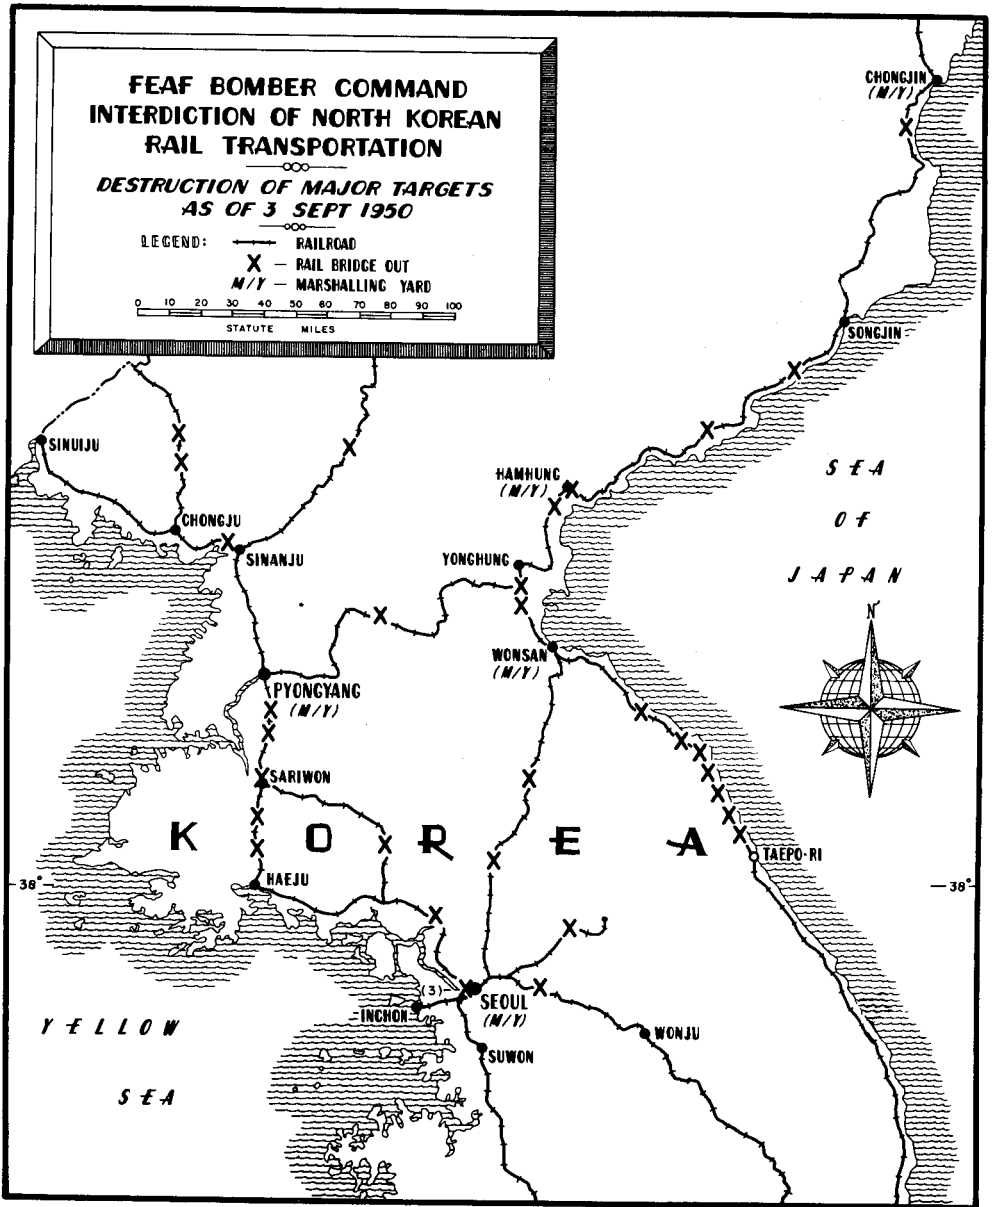 FEAF BOMBER COMMAND
INTERDICTION OF NORTH KOREAN
RAIL TRANSPORTATION
DESTRUCTION OF MAJOR TARGETS
AS OF 3 SEPT 1950
LEGEND:
RAILROAD
X — RAIL BRIDGE OUT
M/Y — MARSHALLING YARD
0 10 20 30 40 50 60 70 80 90 100
STATUTE MILES
CHONGJIN
(M/Y)
SONGJIN
SINUIJU
HAMHUNG
(M/Y)
SEA
OF
JAPAN
CHONGJU
SINANJU
YONGHUNG
N
WONSAN
(M/Y)
PYONGYANG
(M/Y)
SARIWON
KOREA
TAEPO-RI
38°
HAEJU
38°
(3)
SEOUL
(M/Y)
INCHON
YELLOW
SEA
WONJU
SUWON